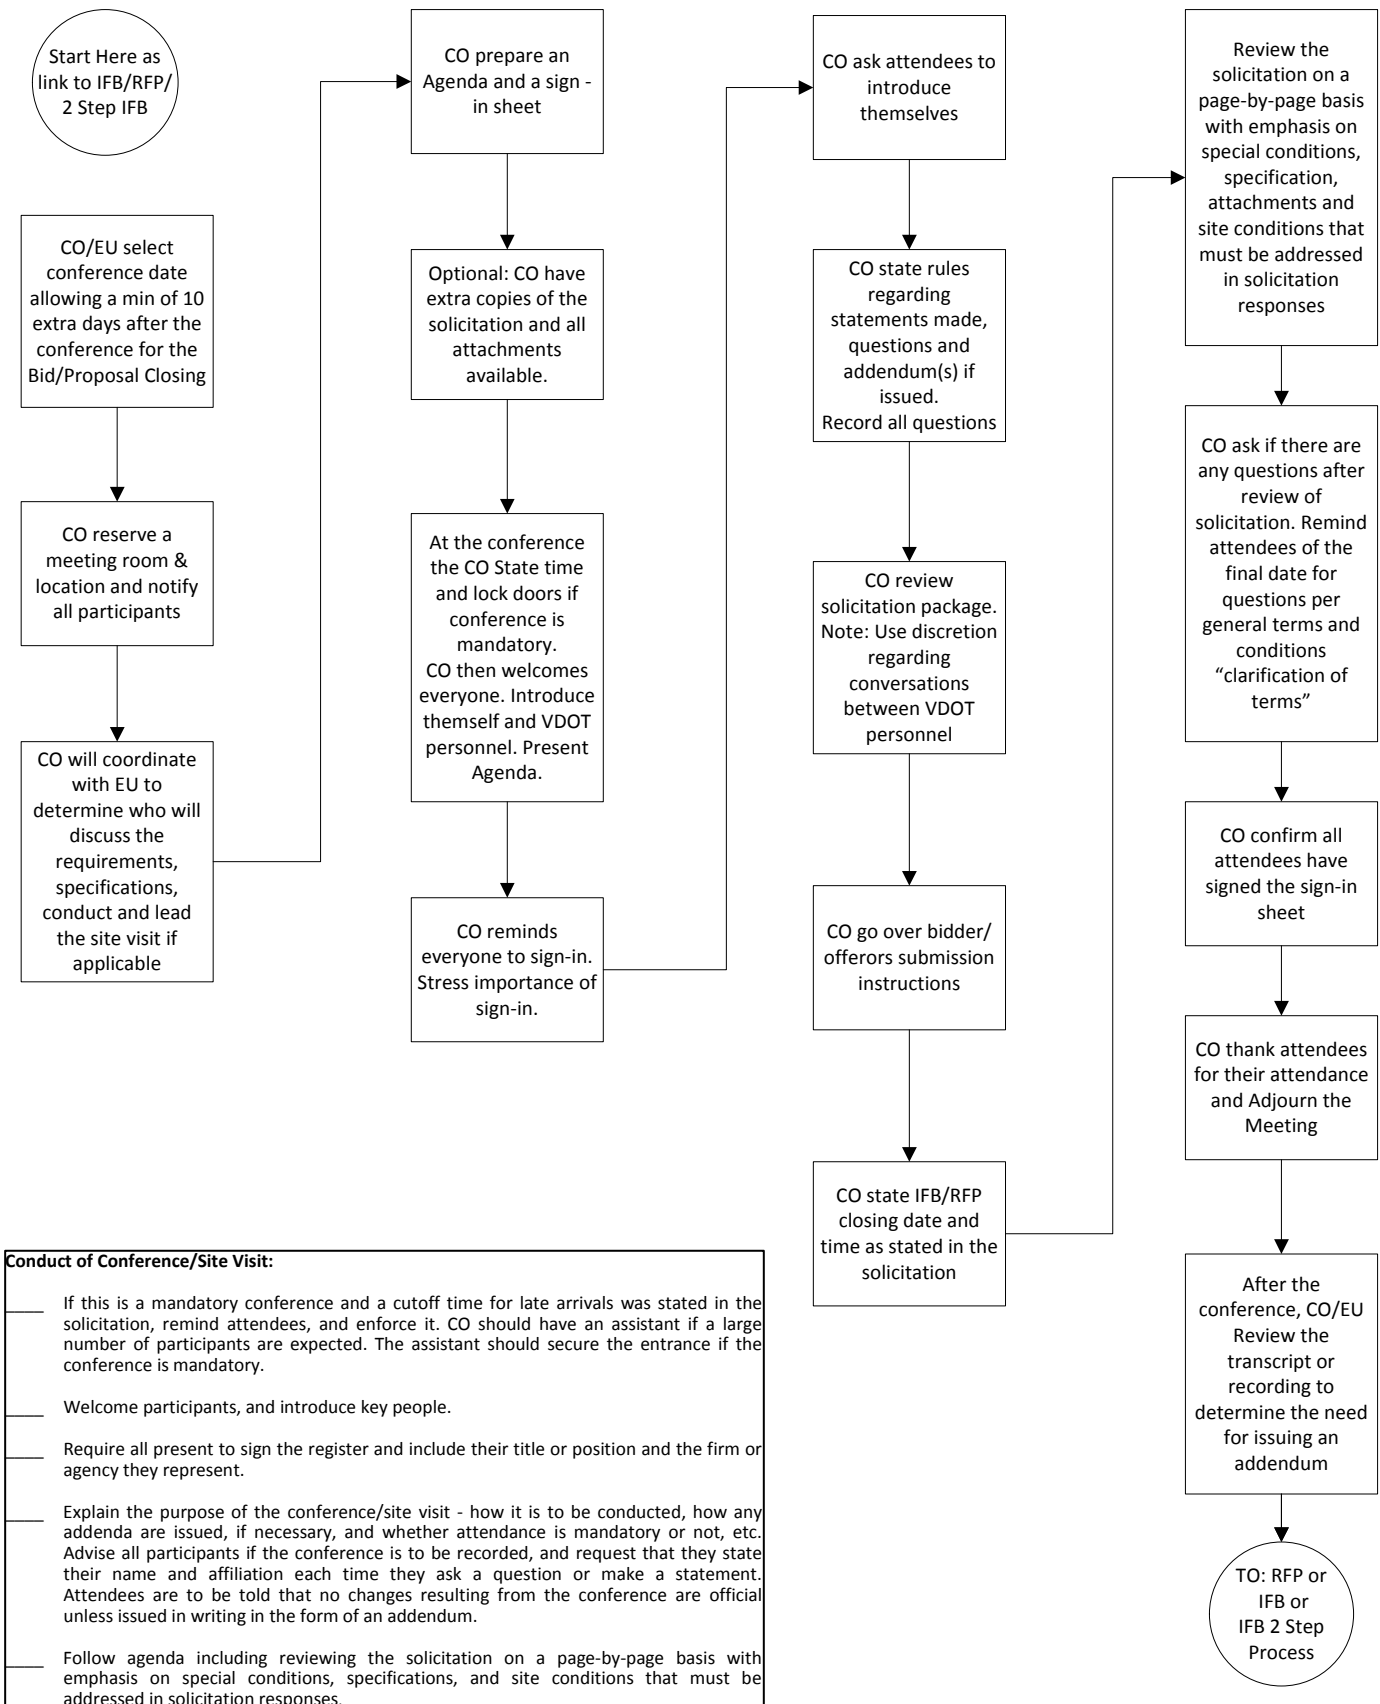 Start Here as
link to IFB/RFP/
2 Step IFB
CO/EU select
conference date
allowing a min of 10
extra days after the
conference for the
Bid/Proposal Closing
CO reserve a
meeting room &
location and notify
all participants
CO will coordinate
with EU to
determine who will
discuss the
requirements,
specifications,
conduct and lead
the site visit if
applicable
CO prepare an
Agenda and a sign -
in sheet
Optional: CO have
extra copies of the
solicitation and all
attachments
available.
At the conference
the CO State time
and lock doors if
conference is
mandatory.
CO then welcomes
everyone. Introduce
themself and VDOT
personnel. Present
Agenda.
CO reminds
everyone to sign-in.
Stress importance of
sign-in.
CO ask attendees to
introduce
themselves
CO state rules
regarding
statements made,
questions and
addendum(s) if
issued.
Record all questions
CO review
solicitation package.
Note: Use discretion
regarding
conversations
between VDOT
personnel
CO go over bidder/
offerors submission
instructions
CO state IFB/RFP
closing date and
time as stated in the
solicitation
Review the
solicitation on a
page-by-page basis
with emphasis on
special conditions,
specification,
attachments and
site conditions that
must be addressed
in solicitation
responses
CO ask if there are
any questions after
review of
solicitation. Remind
attendees of the
final date for
questions per
general terms and
conditions
“clarification of
terms”
CO confirm all
attendees have
signed the sign-in
sheet
CO thank attendees
for their attendance
and Adjourn the
Meeting
After the
conference, CO/EU
Review the
transcript or
recording to
determine the need
for issuing an
addendum
TO: RFP or
IFB or
IFB 2 Step
Process
Conduct of Conference/Site Visit:
____ If this is a mandatory conference and a cutoff time for late arrivals was stated in the
solicitation, remind attendees, and enforce it. CO should have an assistant if a large
number of participants are expected. The assistant should secure the entrance if the
conference is mandatory.
____ Welcome participants, and introduce key people.
____ Require all present to sign the register and include their title or position and the firm or
agency they represent.
____ Explain the purpose of the conference/site visit - how it is to be conducted, how any
addenda are issued, if necessary, and whether attendance is mandatory or not, etc.
Advise all participants if the conference is to be recorded, and request that they state
their name and affiliation each time they ask a question or make a statement.
Attendees are to be told that no changes resulting from the conference are official
unless issued in writing in the form of an addendum.
____ Follow agenda including reviewing the solicitation on a page-by-page basis with
emphasis on special conditions, specifications, and site conditions that must be
addressed in solicitation responses.